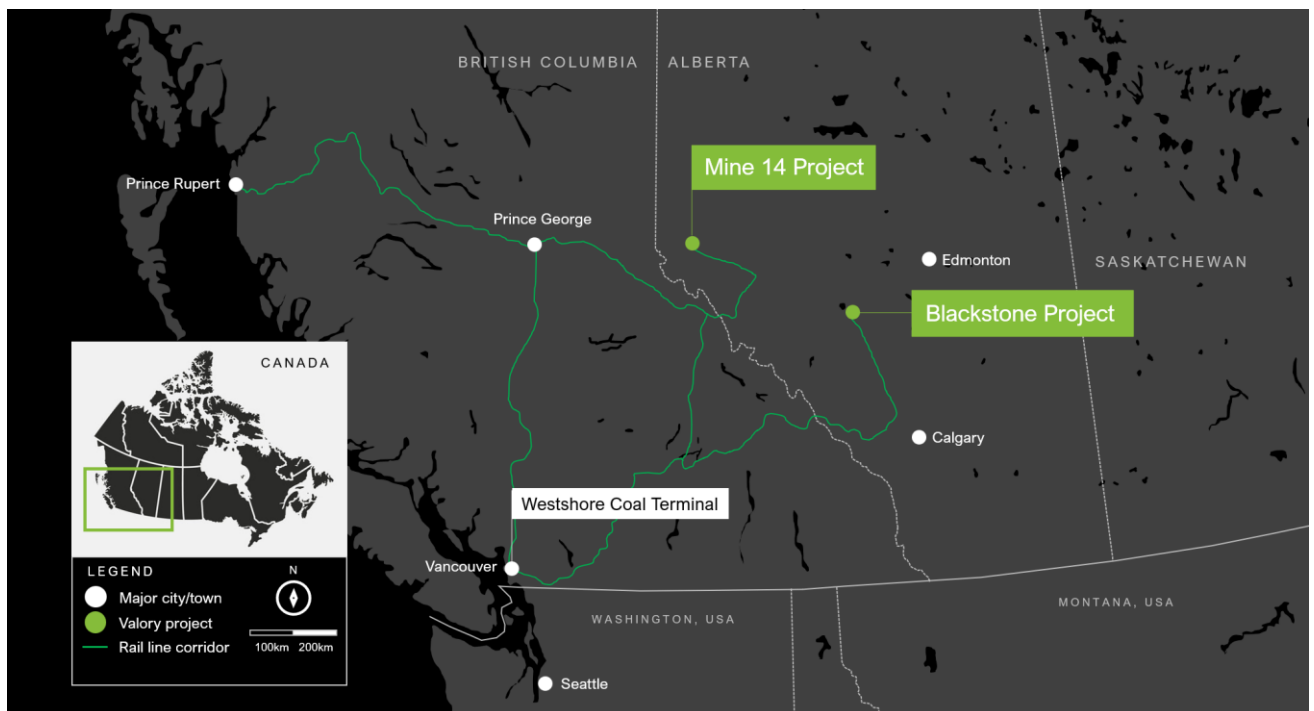 BRITISH COLUMBIA
ALBERTA
Mine 14 Project
Prince Rupert
Prince George
Edmonton
SASKATCHEWAN
Blackstone Project
CANADA
Calgary
Westshore Coal Terminal
Vancouver
LEGEND
N
Major city/town
Valory project
Rail line corridor
100km 200km
WASHINGTON, USA
MONTANA, USA
Seattle